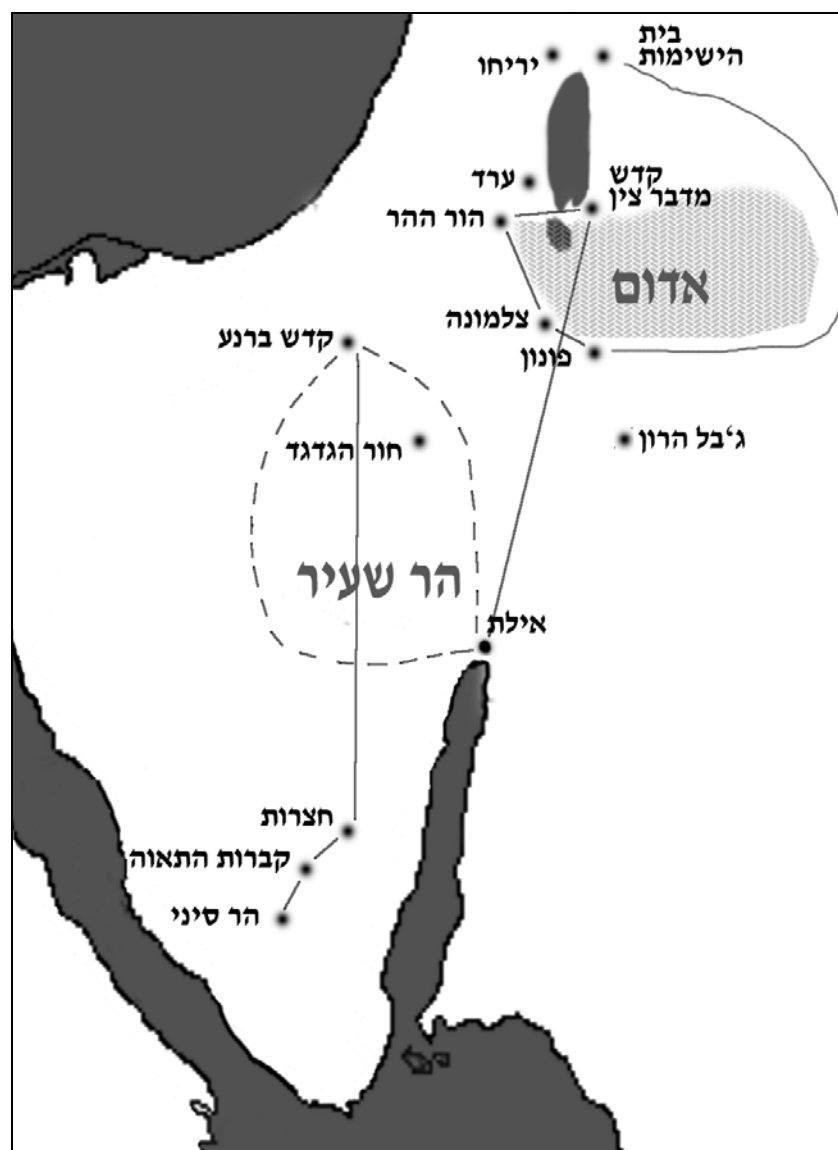 בית
הישימות
יריחו
ערד
קדש
מדבר צין
הור ההר
אדום
צלמונה
פונון
קדש ברנע
חור הגדגד
ג'בל הרון
הר שעיר
אילת
חצרות
קברות התאוה
הר סיני